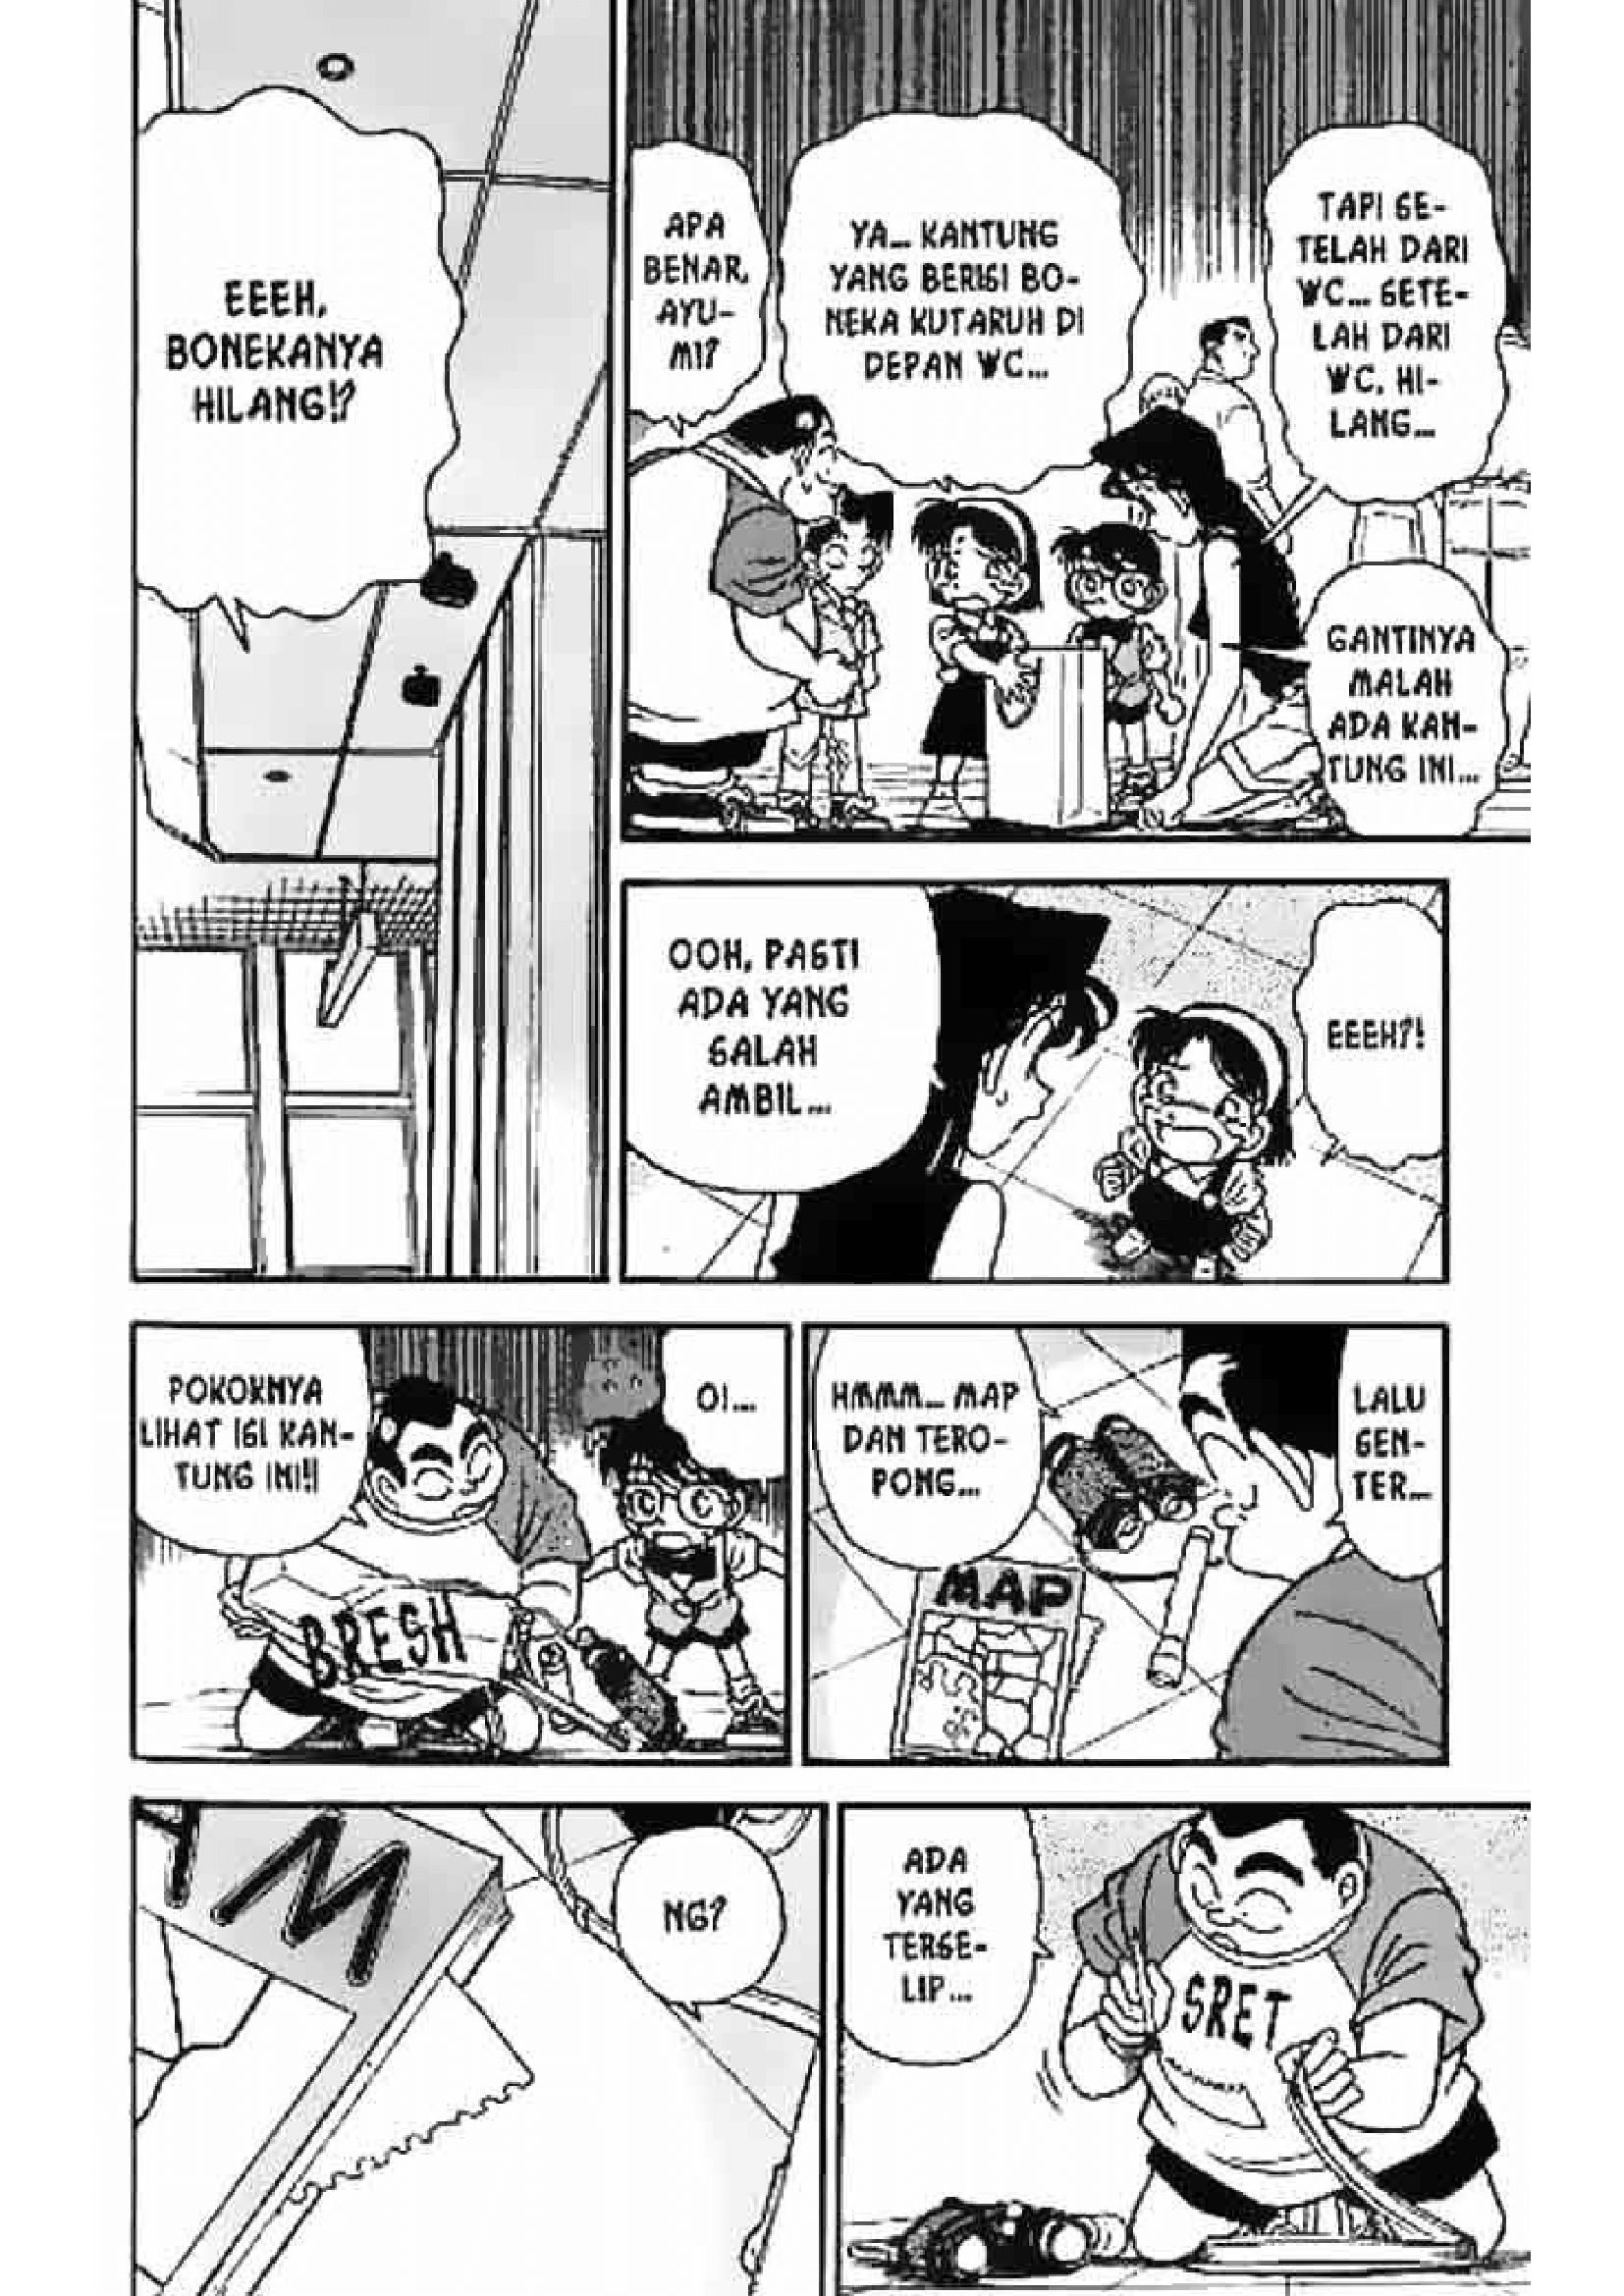 EEEH,
BONEKANYA
HILANG!?
APA
BENAR,
AYU-
MI?
YA... KANTUNG
YANG BERISI BO-
NEKA KUTARUH DI
DEPAN WC...
TAPI SE-
TELAH DARI
WC... SETE-
LAH DARI
WC, HI-
LANG...
GANTINYA
MALAH
ADA KAN-
TUNG INI...
OOH, PASTI
ADA YANG
SALAH
AMBIL...
EEEH?!
POKOKNYA
LIHAT ISI KAN-
TUNG INI!!
BRESH
OI...
HMMM... MAP
DAN TERO-
PONG...
MAP
LALU
SEN-
TER...
M
NG?
ADA
YANG
TERSE-
LIP...
SRET